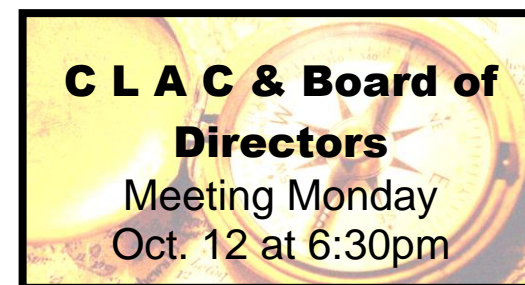 C L A C & Board of
Directors
Meeting Monday
Oct. 12 at 6:30pm